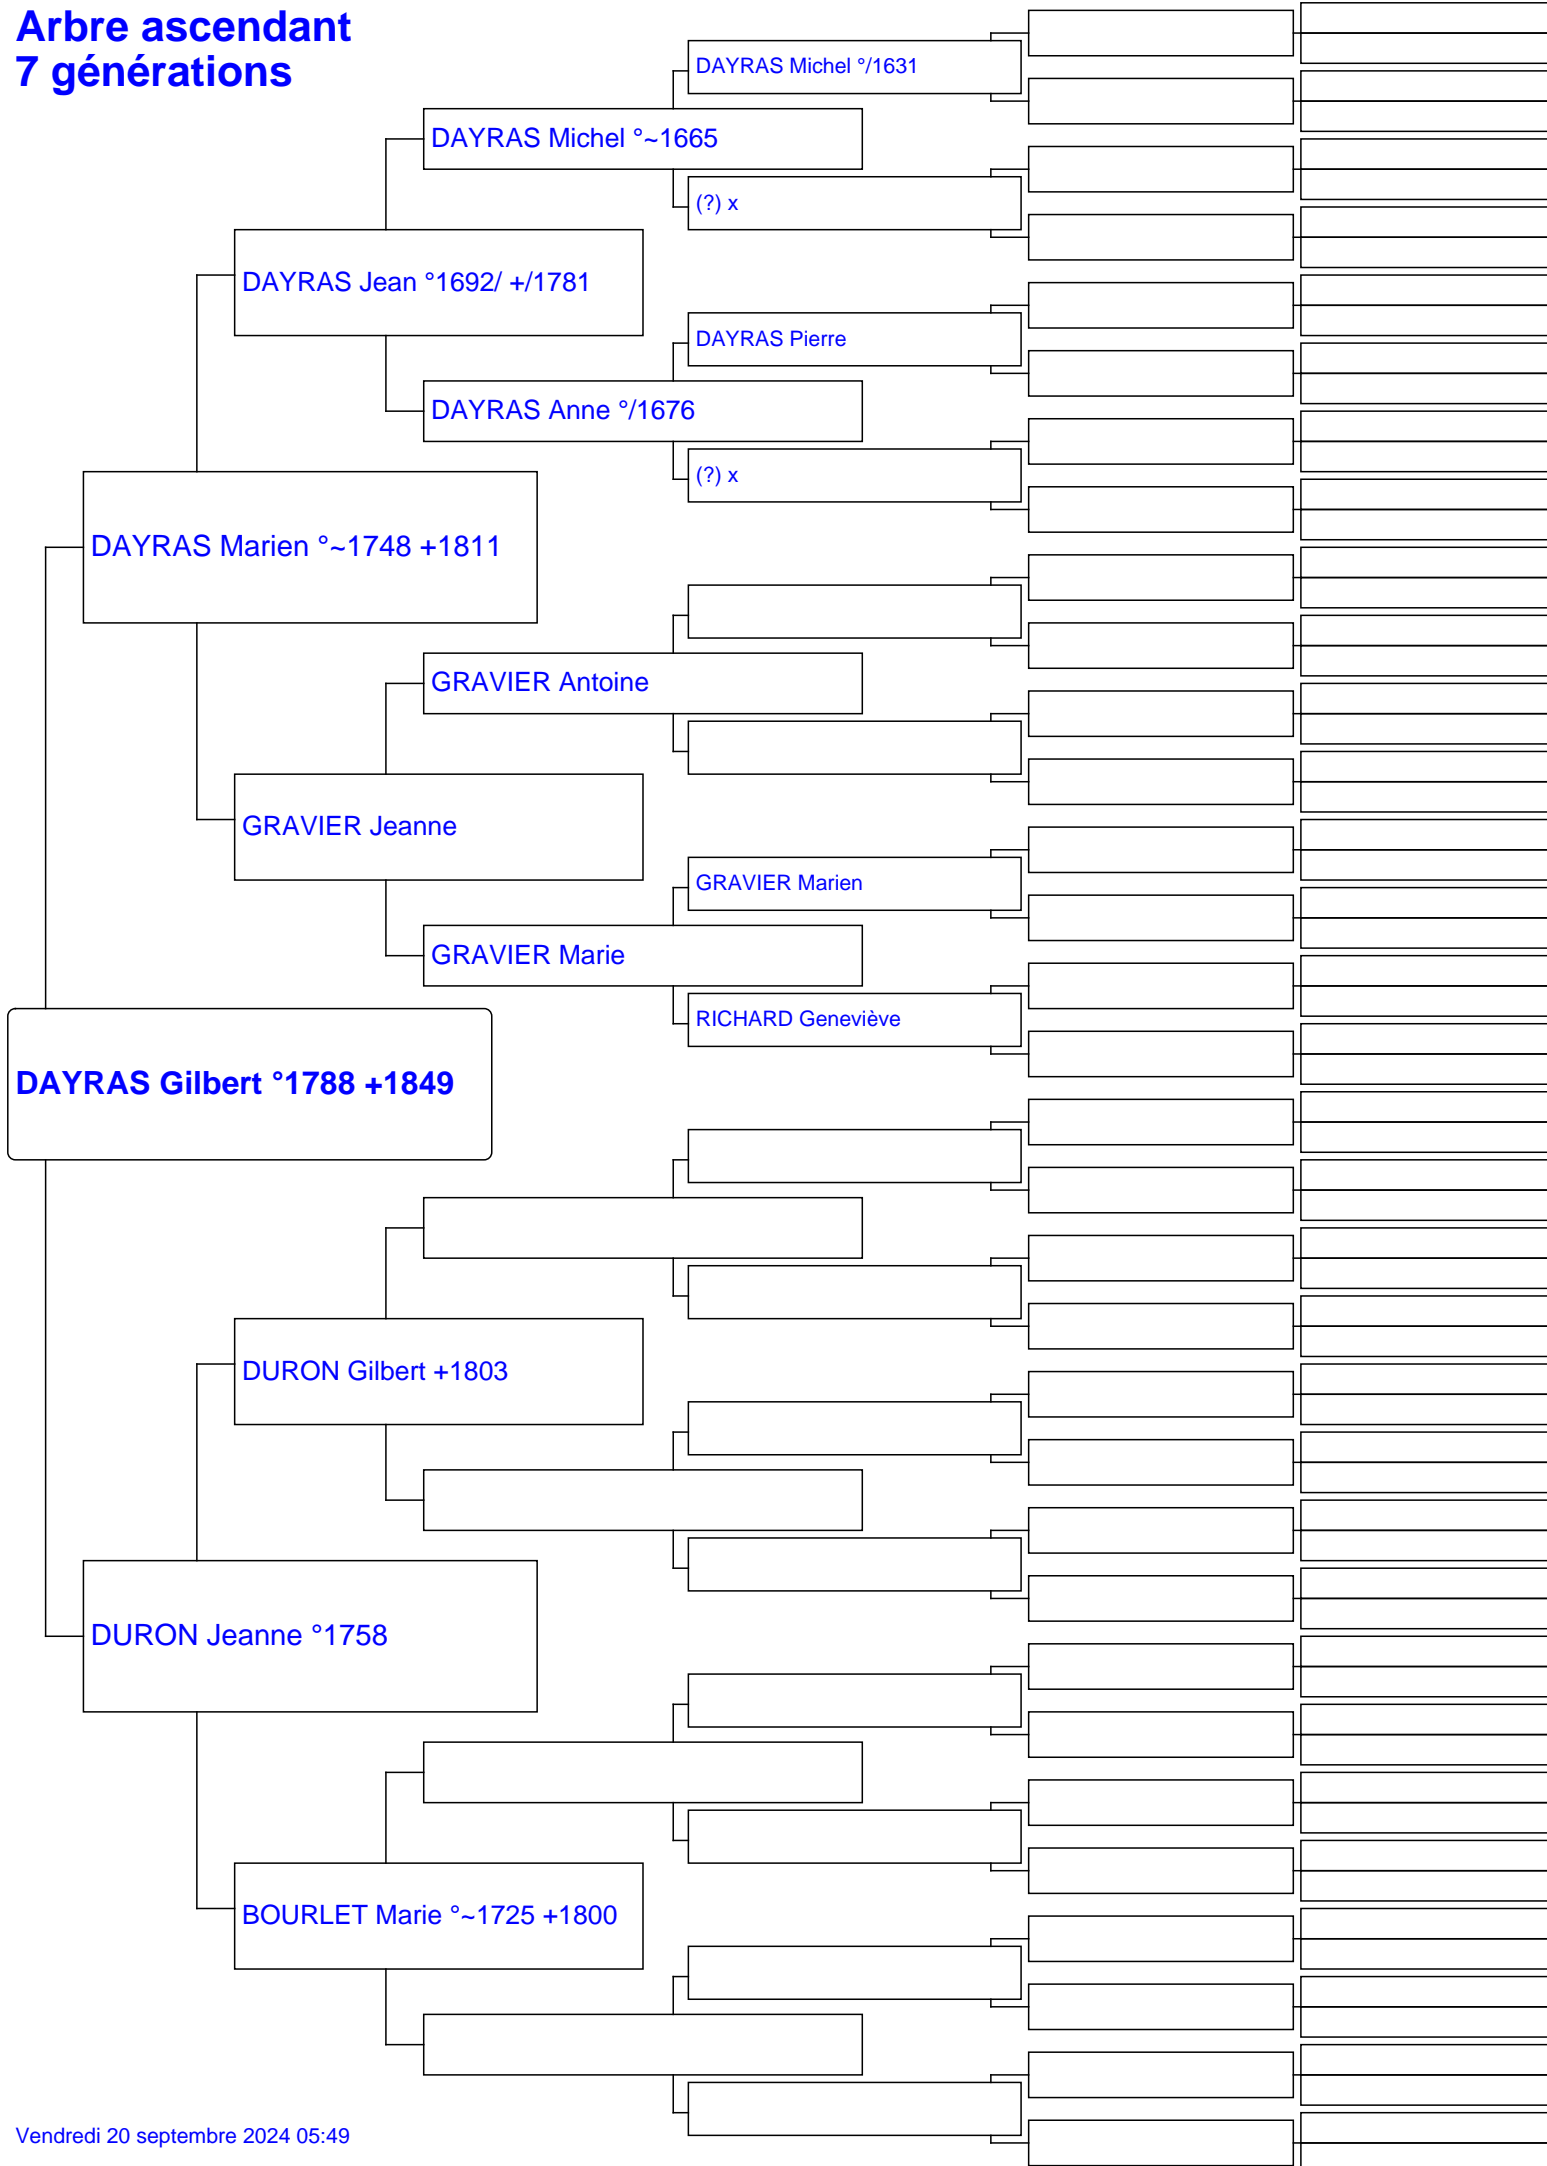 Arbre ascendant
7 générations
DAYRAS Michel °/1631
DAYRAS Michel °~1665
(?) x
DAYRAS Jean °1692/ +/1781
DAYRAS Pierre
DAYRAS Anne °/1676
(?) x
DAYRAS Marien °~1748 +1811
GRAVIER Antoine
GRAVIER Jeanne
GRAVIER Marien
GRAVIER Marie
RICHARD Geneviève
DAYRAS Gilbert °1788 +1849
DURON Gilbert +1803
DURON Jeanne °1758
BOURLET Marie °~1725 +1800
Vendredi 20 septembre 2024 05:49